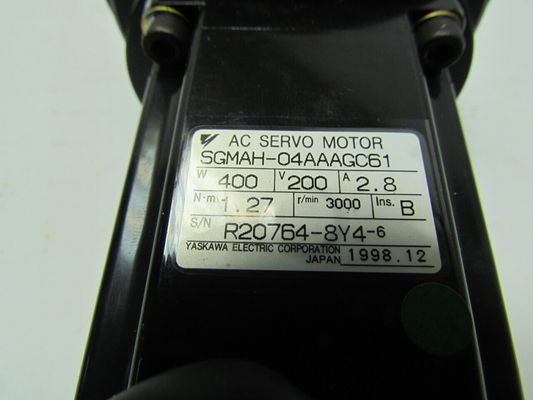 AC SERVO MOTOR
SGMAH-04AAAGC61
W 400 V 200 A 2.8
N·m 1.27 r/min 3000 Ins. B
S/N R20764-8Y4-6
YASKAWA ELECTRIC CORPORATION
JAPAN 1998.12